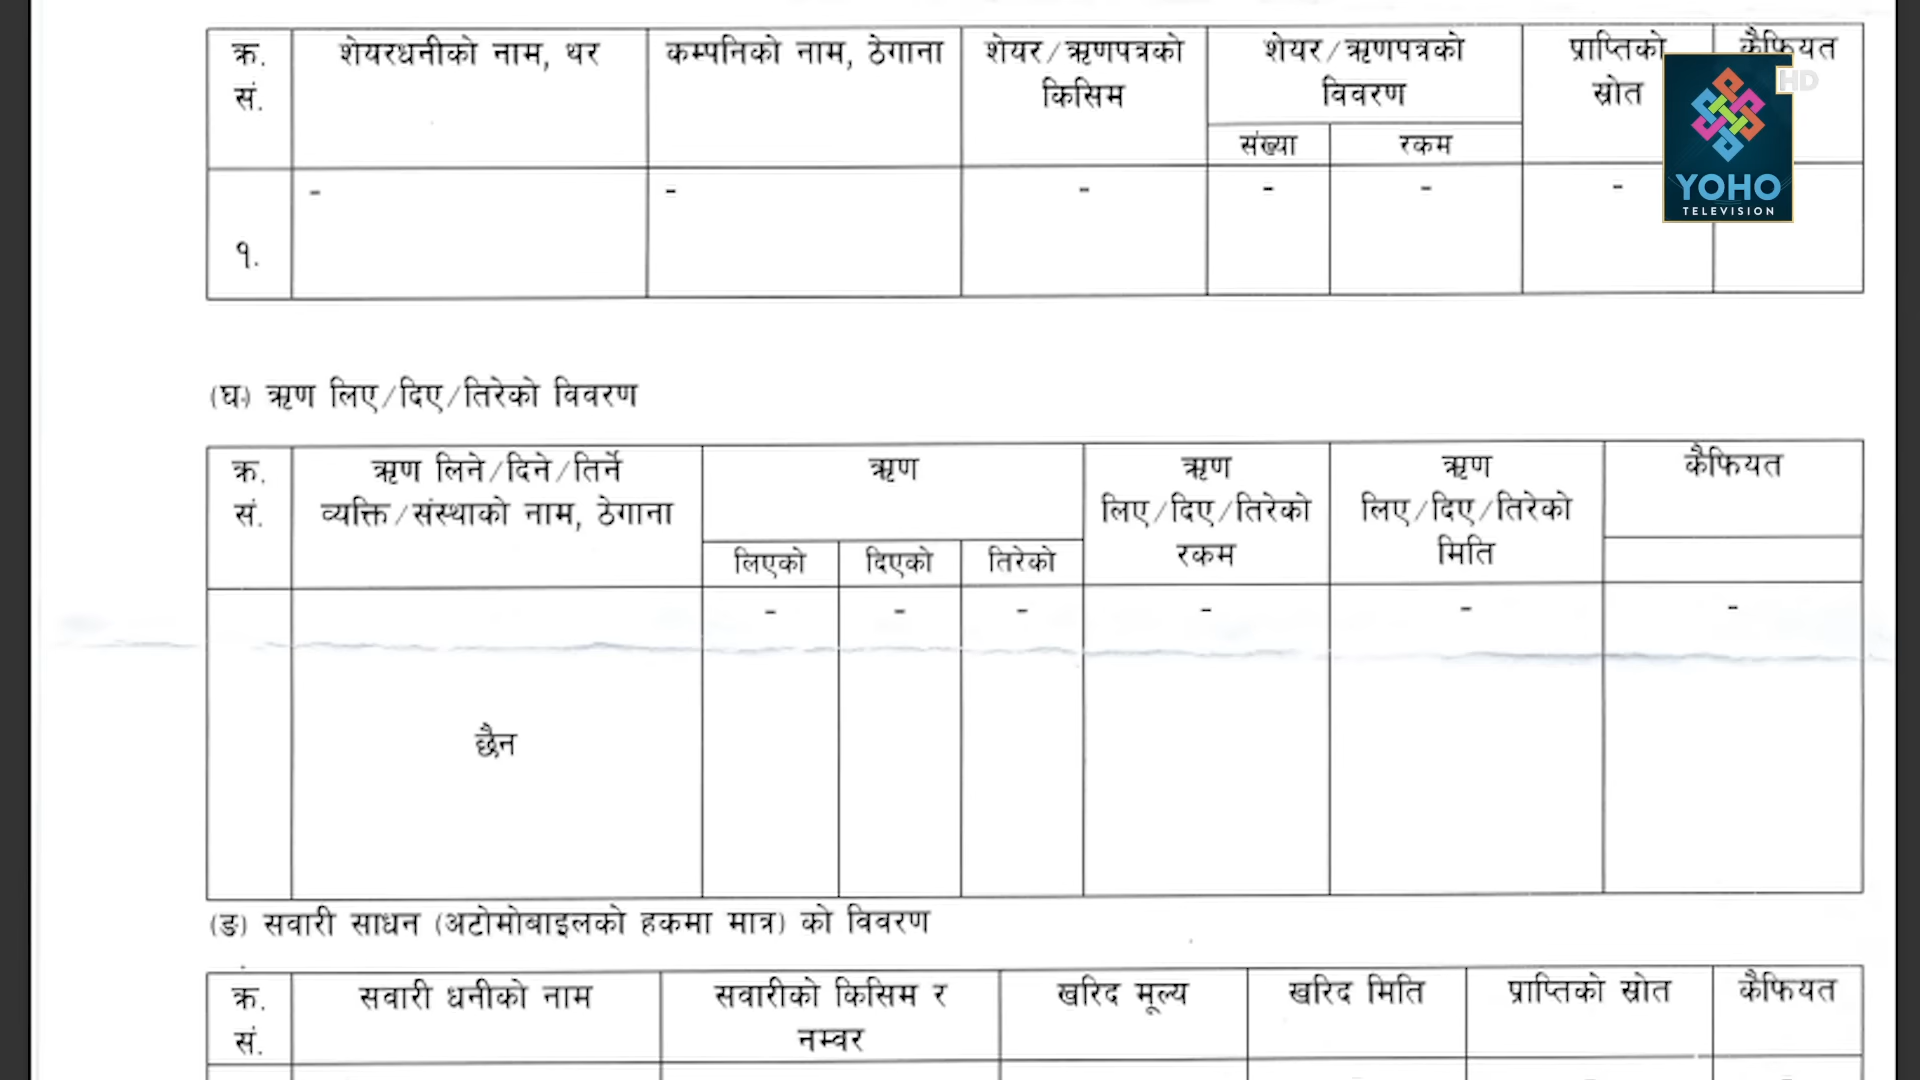 क्र. सं. शेयरधनीको नाम, थर कम्पनिको नाम, ठेगाना शेयर/ऋणपत्रको किसिम शेयर/ऋणपत्रको विवरण प्राप्तिको स्रोत कैफियत
संख्या रकम
- - - - - -
१.
HD
YOHO
TELEVISION
(घ) ऋण लिए/दिए/तिरेको विवरण
क्र. सं. ऋण लिने/दिने/तिर्ने व्यक्ति/संस्थाको नाम, ठेगाना ऋण ऋण लिए/दिए/तिरेको रकम ऋण लिए/दिए/तिरेको मिति कैफियत
लिएको दिएको तिरेको
- - - - - -
छैन
(ङ) सवारी साधन (अटोमोबाइलको हकमा मात्र) को विवरण
क्र. सं. सवारी धनीको नाम सवारीको किसिम र नम्वर खरिद मूल्य खरिद मिति प्राप्तिको स्रोत कैफियत